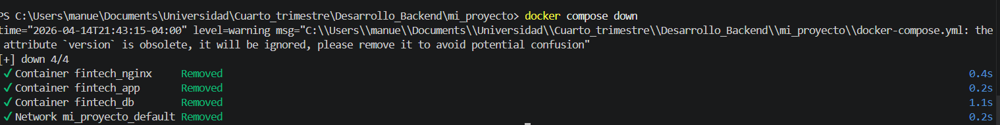 PS C:\Users\manue\Documents\Universidad\Cuarto_trimestre\Desarrollo_Backend\mi_proyecto> docker compose down
time="2026-04-14T21:43:15-04:00" level=warning msg="C:\\Users\\manue\\Documents\\Universidad\\Cuarto_trimestre\\Desarrollo_Backend\\mi_proyecto\\docker-compose.yml: the
attribute `version` is obsolete, it will be ignored, please remove it to avoid potential confusion"
[+] down 4/4
✓ Container fintech_nginx Removed 0.4s
✓ Container fintech_app Removed 0.2s
✓ Container fintech_db Removed 1.1s
✓ Network mi_proyecto_default Removed 0.2s